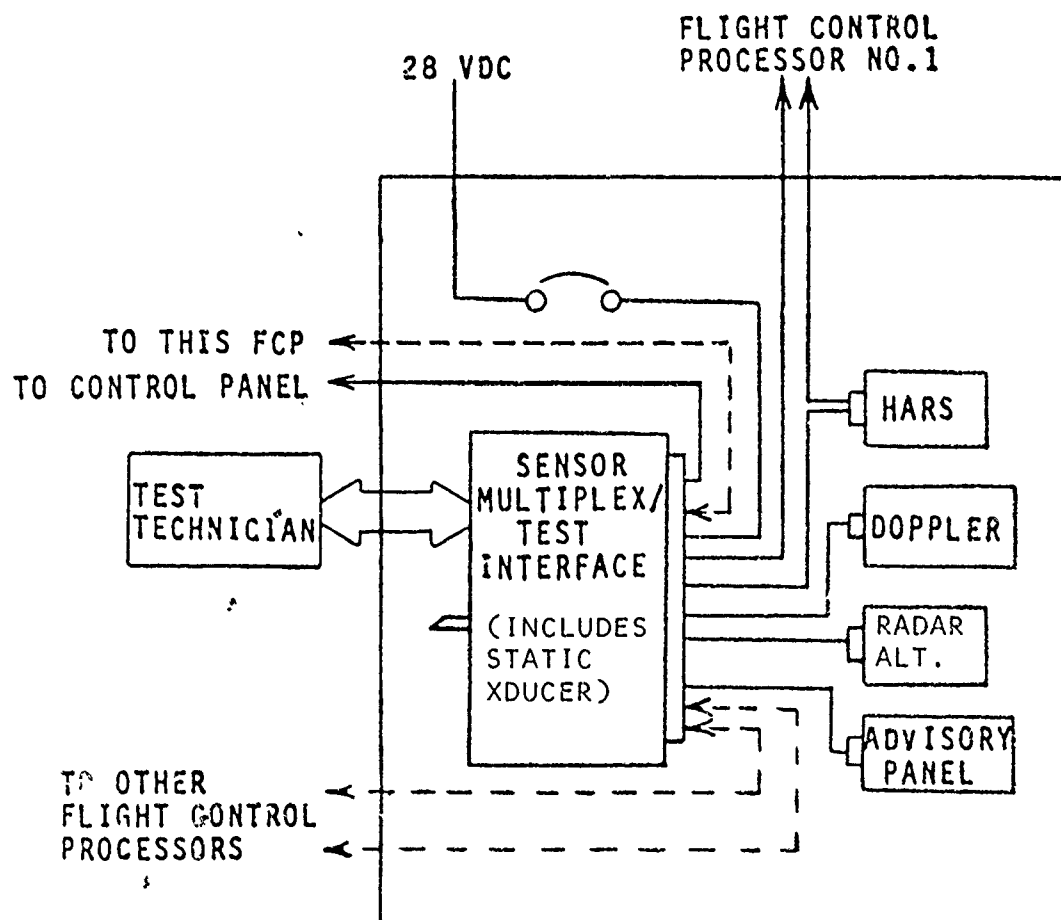 FLIGHT CONTROL
PROCESSOR NO.1
28 VDC
TO THIS FCP
TO CONTROL PANEL
HARS
SENSOR
MULTIPLEX/
TEST
INTERFACE
(INCLUDES
STATIC
XDUCER)
TEST
TECHNICIAN
DOPPLER
RADAR
ALT.
ADVISORY
PANEL
TO OTHER
FLIGHT CONTROL
PROCESSORS